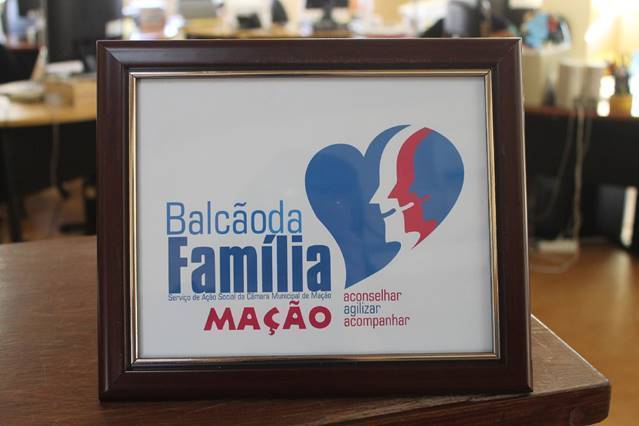 Balcãoda
Família
Serviço de Ação Social da Câmara Municipal de Mação
MAÇÃO
aconselhar
agilizar
acompanhar